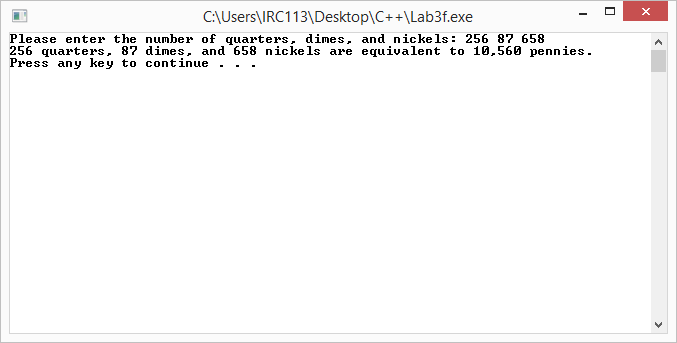 C:\Users\IRC113\Desktop\C++\Lab3f.exe
Please enter the number of quarters, dimes, and nickels: 256 87 658
256 quarters, 87 dimes, and 658 nickels are equivalent to 10,560 pennies.
Press any key to continue . . .